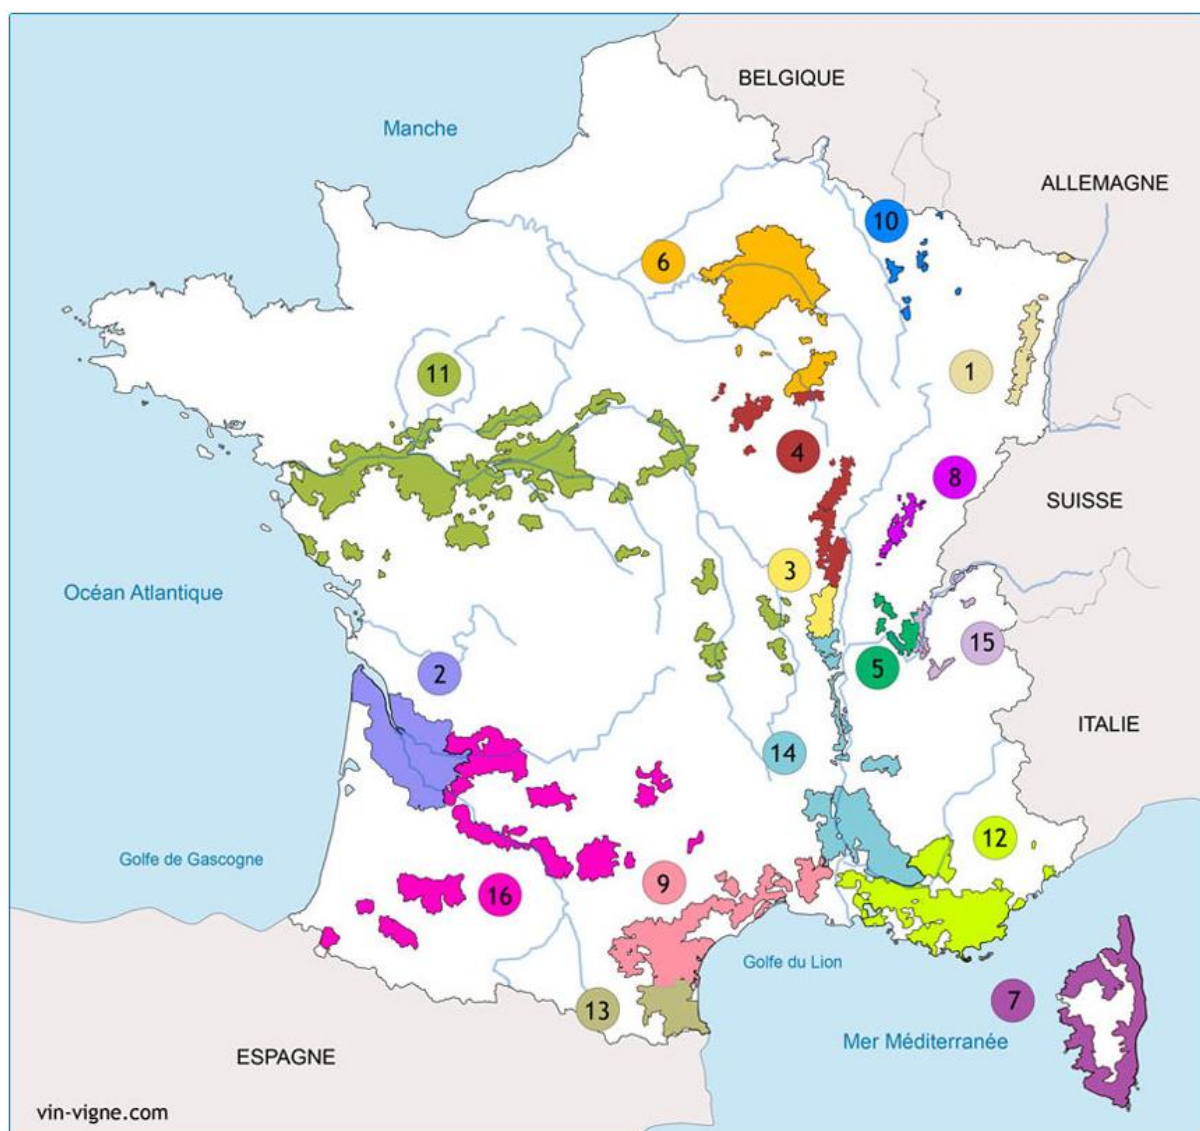 BELGIQUE
Manche
ALLEMAGNE
10
6
1
11
4
8
SUISSE
3
Océan Atlantique
15
5
2
ITALIE
14
12
Golfe de Gascogne
9
16
Golfe du Lion
7
13
Mer Méditerranée
ESPAGNE
vin-vigne.com